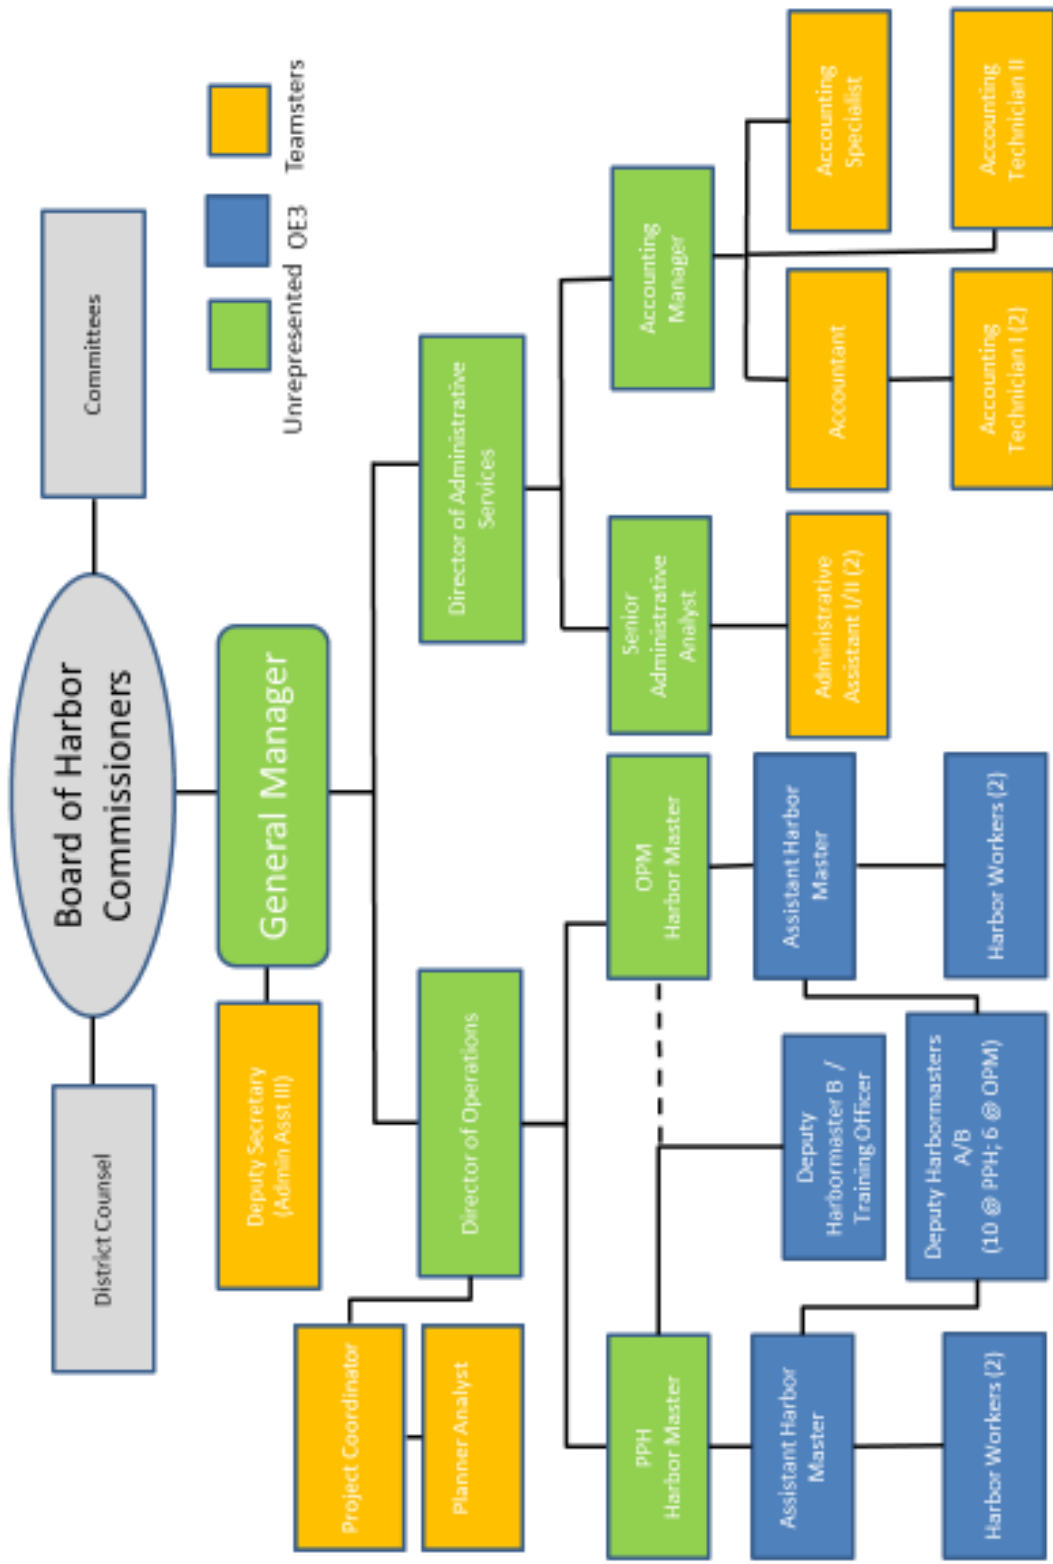 Board of Harbor
Commissioners
District Counsel
Committees
General Manager
Deputy Secretary
(Admin Asst III)
Unrepresented
OE3
Teamsters
Project Coordinator
Planner Analyst
Director of Operations
Director of Administrative
Services
PPH
Harbor Master
OPM
Harbor Master
Senior
Administrative
Analyst
Accounting
Manager
Assistant Harbor
Master
Deputy
Harbormaster B /
Training Officer
Assistant Harbor
Master
Administrative
Assistant I/II (2)
Accountant
Accounting
Specialist
Harbor Workers (2)
Deputy Harbormasters
A/B
(10 @ PPH; 6 @ OPM)
Harbor Workers (2)
Accounting
Technician I (2)
Accounting
Technician II